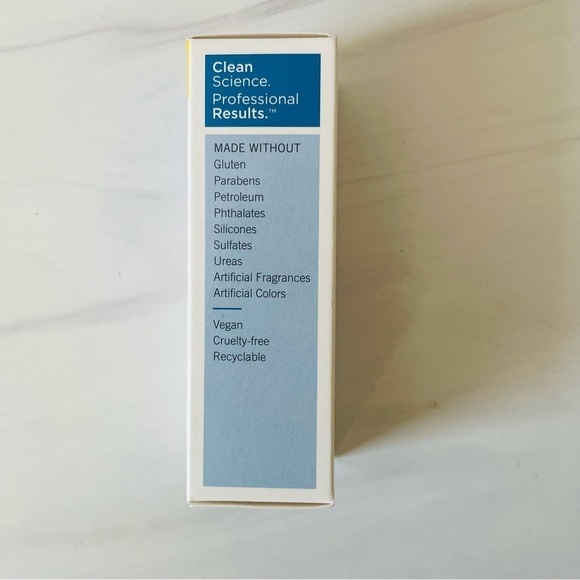 Clean
Science.
Professional
Results.™
MADE WITHOUT
Gluten
Parabens
Petroleum
Phthalates
Silicones
Sulfates
Ureas
Artificial Fragrances
Artificial Colors
Vegan
Cruelty-free
Recyclable